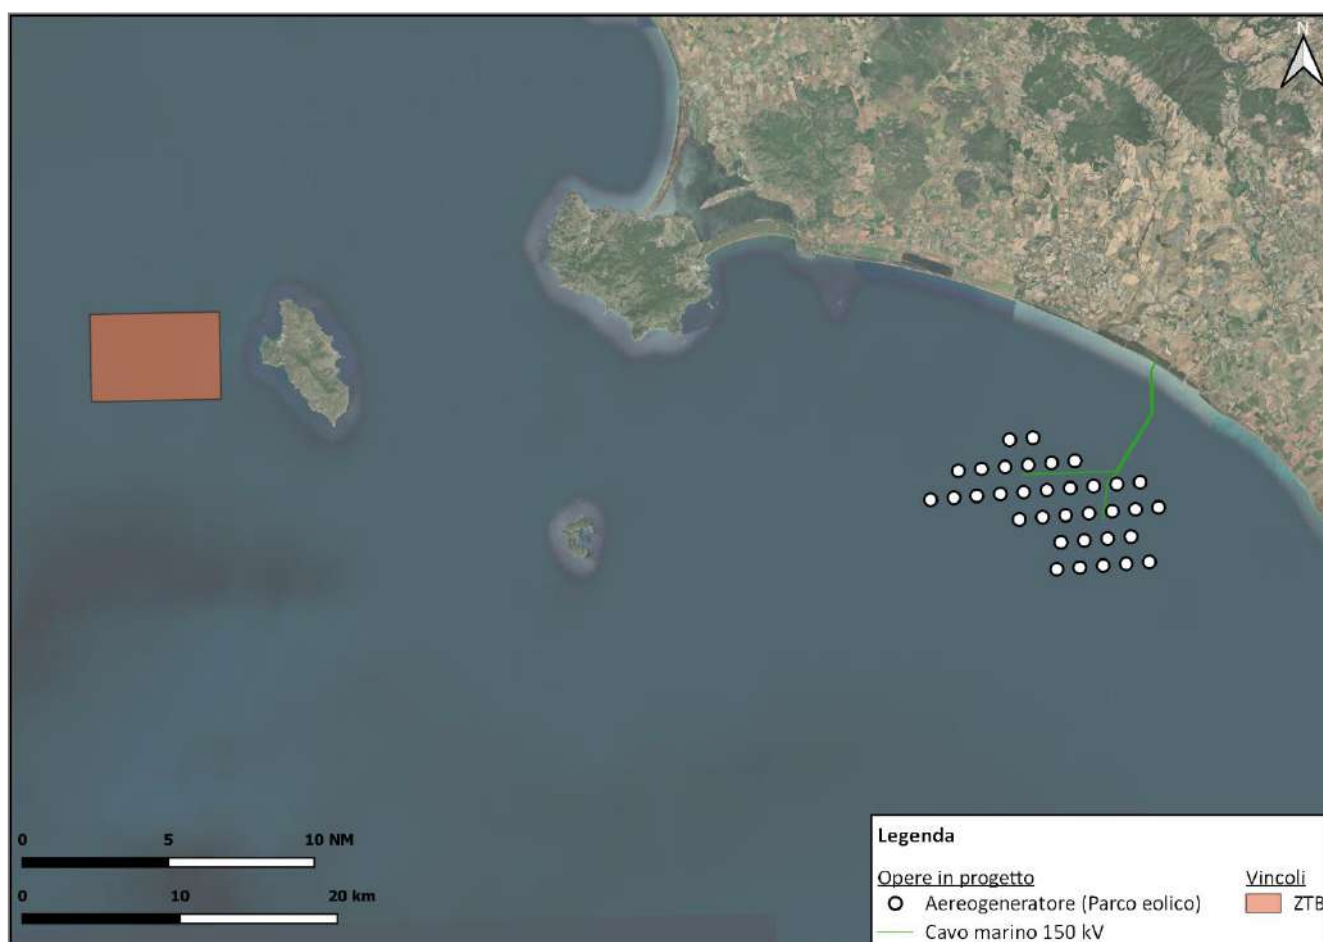 N
0 5 10 NM
0 10 20 km
Legenda
Opere in progetto
Aereogeneratore (Parco eolico)
Cavo marino 150 kV
Vincoli
ZTB